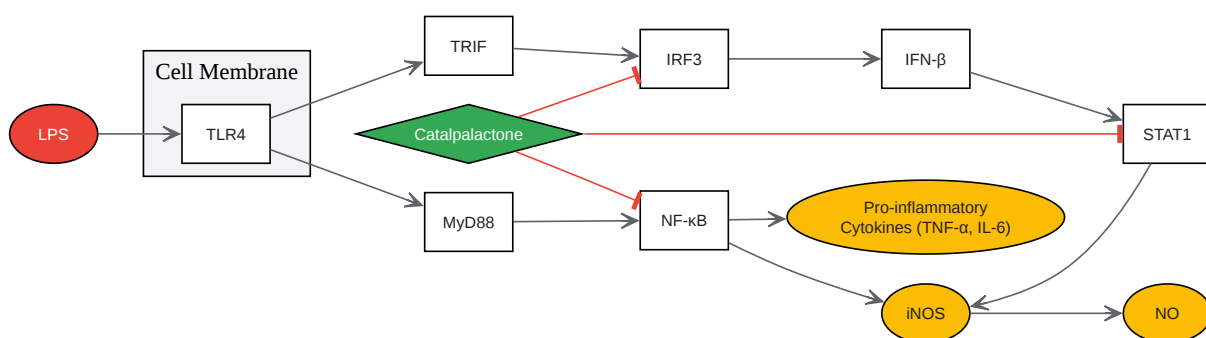 TRIF
IRF3
IFN-β
Cell Membrane
LPS
TLR4
Catalpalactone
STAT1
MyD88
NF-κB
Pro-inflammatory
Cytokines (TNF-α, IL-6)
iNOS
NO